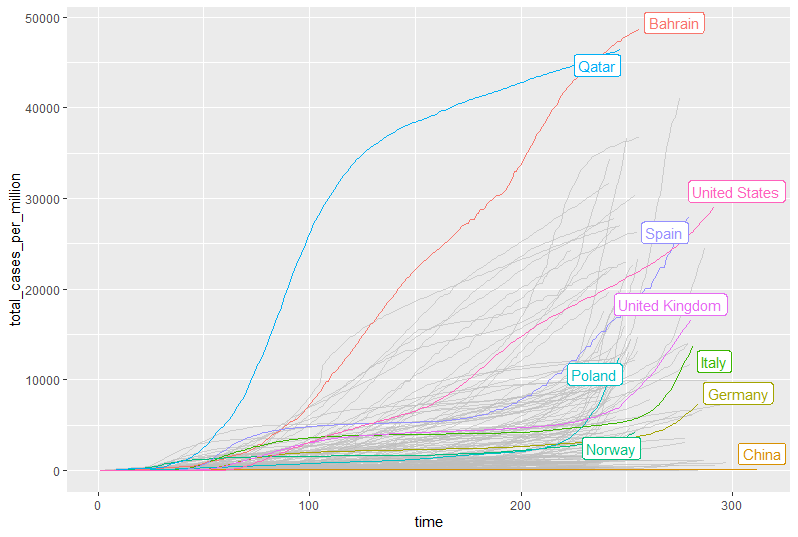 50000
40000
30000
20000
10000
0
total_cases_per_million
Bahrain
Qatar
United States
Spain
United Kingdom
Italy
Poland
Germany
Norway
China
0 100 200 300
time